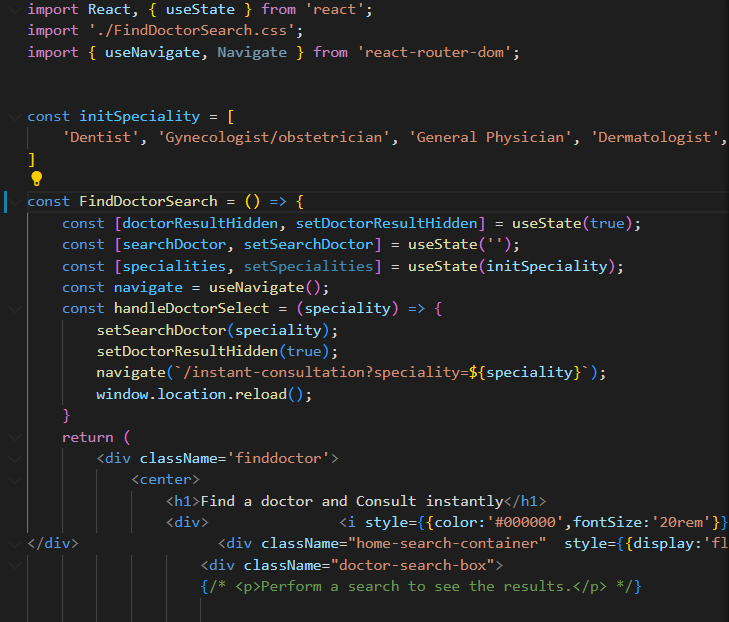 import React, { useState } from 'react';
import './FindDoctorSearch.css';
import { useNavigate, Navigate } from 'react-router-dom';
const initSpeciality = [
'Dentist', 'Gynecologist/obstetrician', 'General Physician', 'Dermatologist',
]
const FindDoctorSearch = () => {
const [doctorResultHidden, setDoctorResultHidden] = useState(true);
const [searchDoctor, setSearchDoctor] = useState('');
const [specialities, setSpecialities] = useState(initSpeciality);
const navigate = useNavigate();
const handleDoctorSelect = (speciality) => {
setSearchDoctor(speciality);
setDoctorResultHidden(true);
navigate(`/instant-consultation?speciality=${speciality}`);
window.location.reload();
}
return (
<div className='finddoctor'>
<center>
<h1>Find a doctor and Consult instantly</h1>
<div> <i style={{color:'#000000',fontSize:'20rem'}}
</div> <div className="home-search-container" style={{display:'fl
<div className="doctor-search-box">
{/* <p>Perform a search to see the results.</p> */}